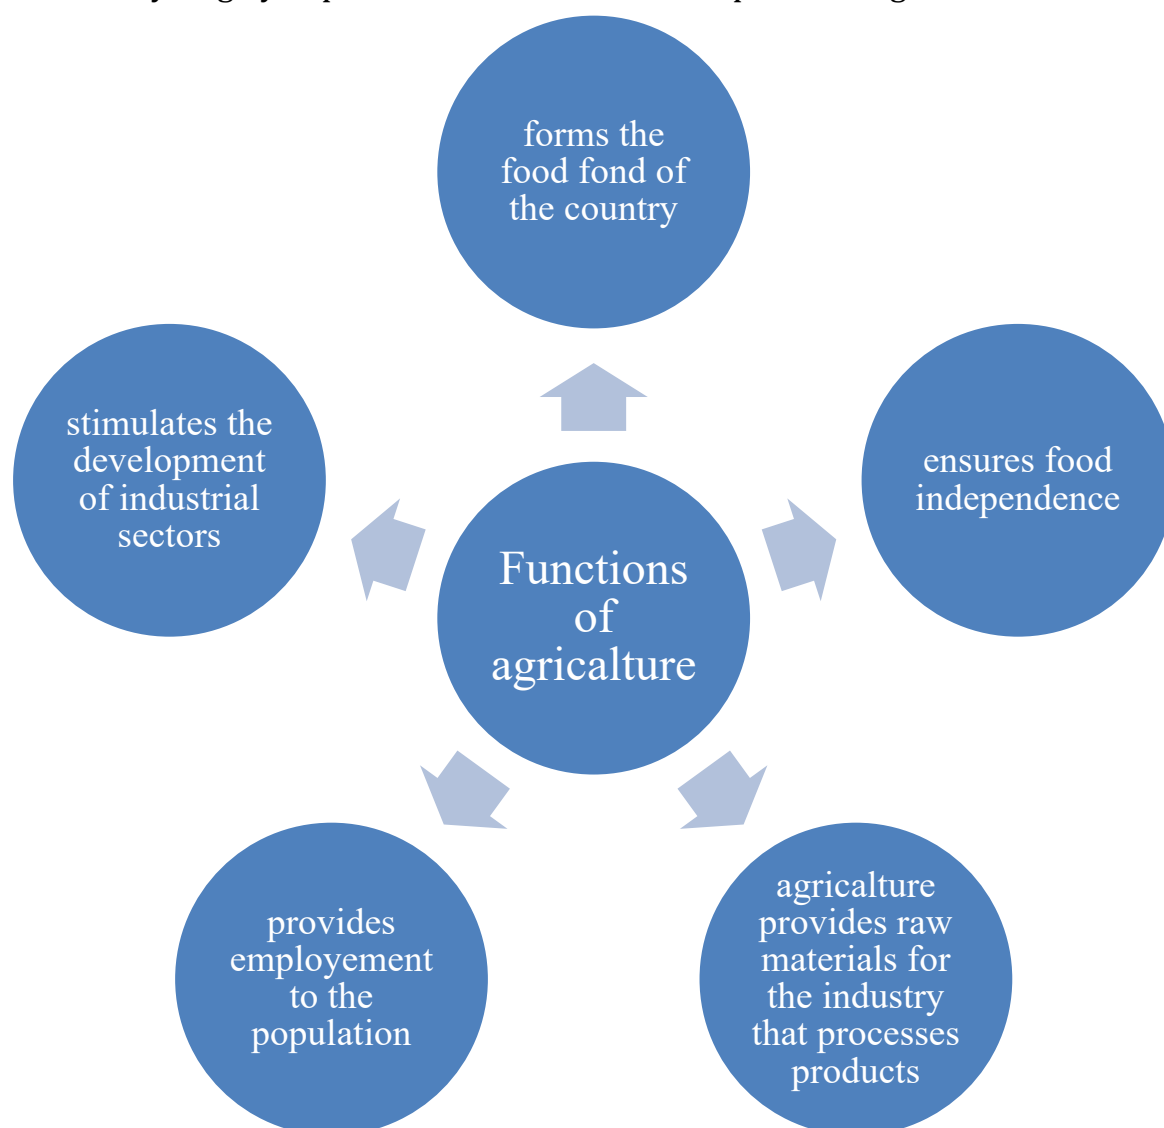 forms the
food fond of
the country
stimulates the
development
of industrial
sectors
ensures food
independence
Functions
of
agricalture
provides
employement
to the
population
agricalture
provides raw
materials for
the industry
that processes
products